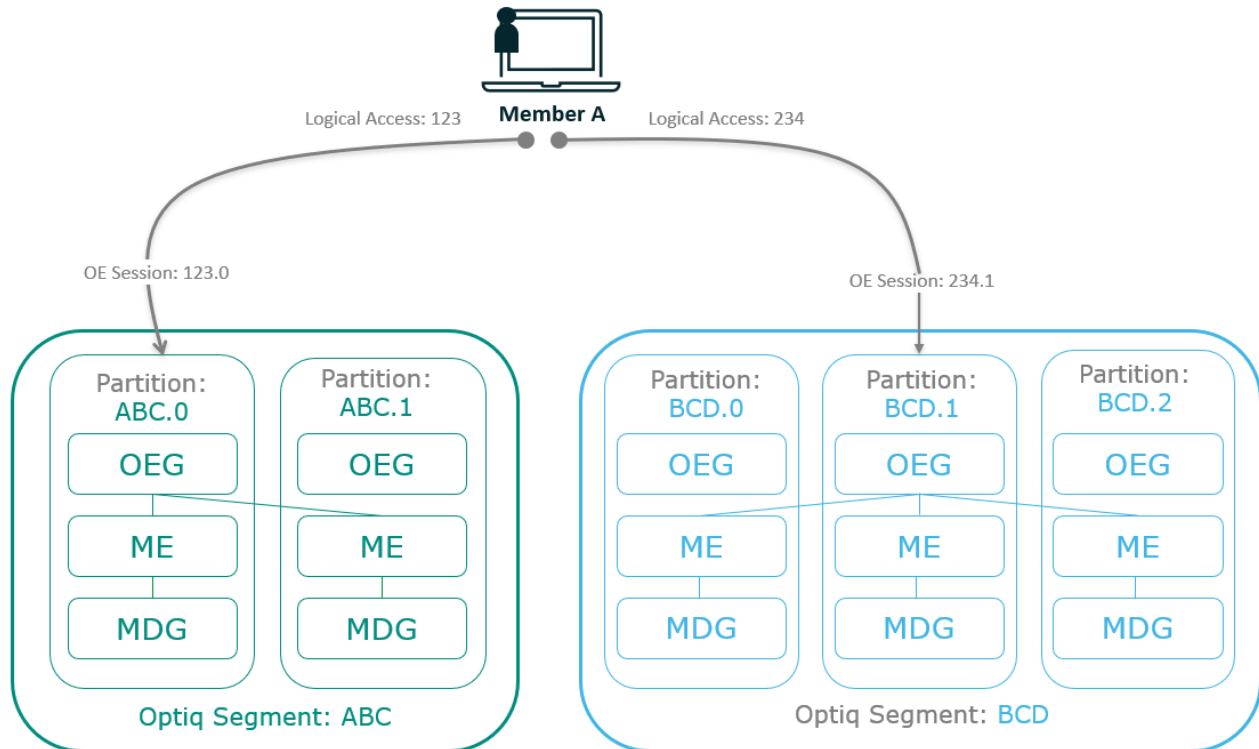 Member A
Logical Access: 123
Logical Access: 234
OE Session: 123.0
OE Session: 234.1
Partition:
ABC.0
OEG
ME
MDG
Partition:
ABC.1
OEG
ME
MDG
Optiq Segment: ABC
Partition:
BCD.0
OEG
ME
MDG
Partition:
BCD.1
OEG
ME
MDG
Partition:
BCD.2
OEG
ME
MDG
Optiq Segment: BCD